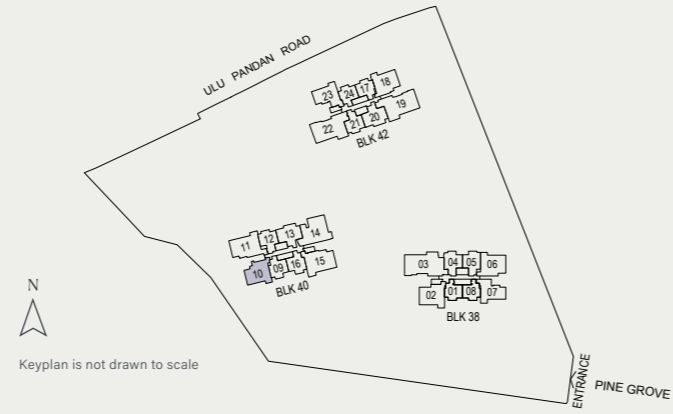 ULU PANDAN ROAD
23 24 17 18
22 21 20 19
BLK 42
11 12 13 14
10 09 16 15
BLK 40
03 04 05 06
02 01 08 07
BLK 38
N
Keyplan is not drawn to scale
ENTRANCE
PINE GROVE